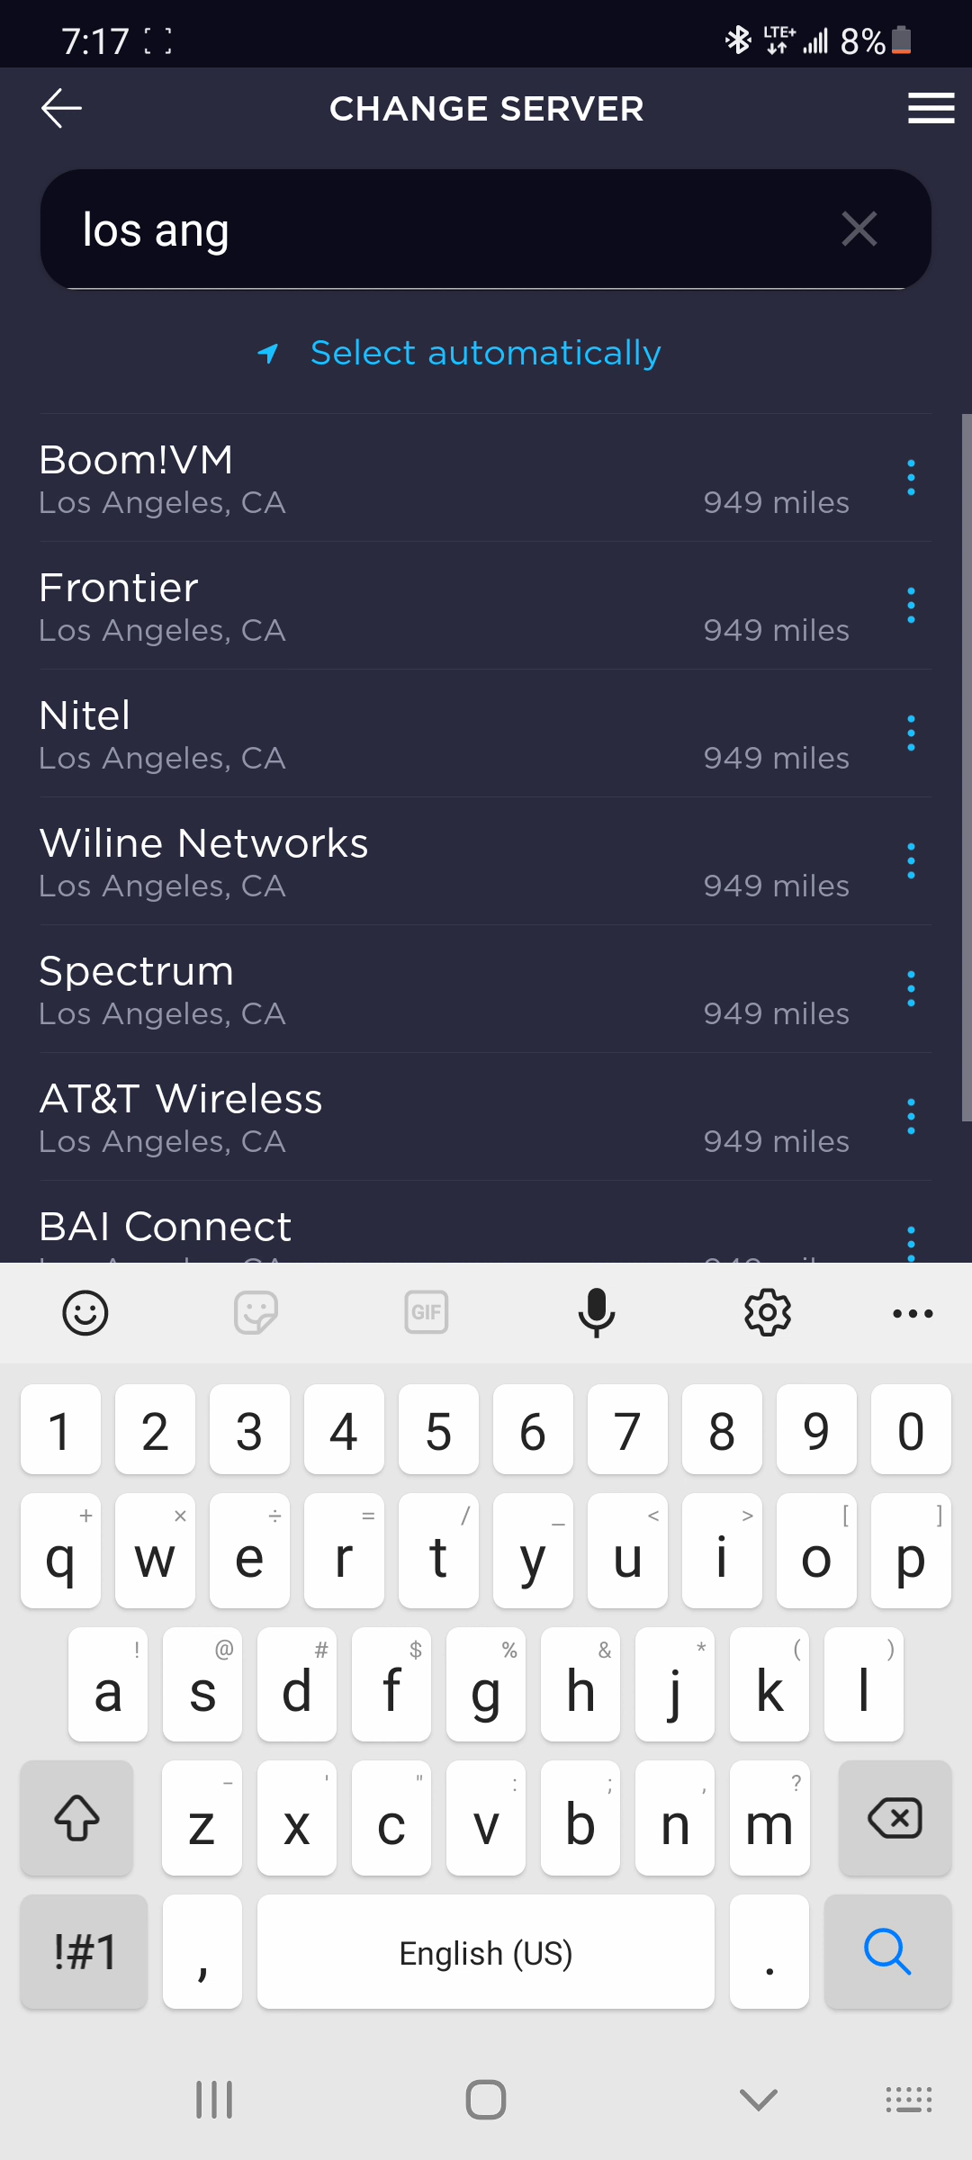 7:17 LTE+ 8%
CHANGE SERVER
los ang
Select automatically
Boom!VM
Los Angeles, CA 949 miles
Frontier
Los Angeles, CA 949 miles
Nitel
Los Angeles, CA 949 miles
Wiline Networks
Los Angeles, CA 949 miles
Spectrum
Los Angeles, CA 949 miles
AT&T Wireless
Los Angeles, CA 949 miles
BAI Connect
GIF
1 2 3 4 5 6 7 8 9 0
+ × ÷ = / _ < > [ ]
q w e r t y u i o p
! @ # $ % & * ( )
a s d f g h j k l
- ' " : ; , ?
z x c v b n m
!#1 , English (US) .